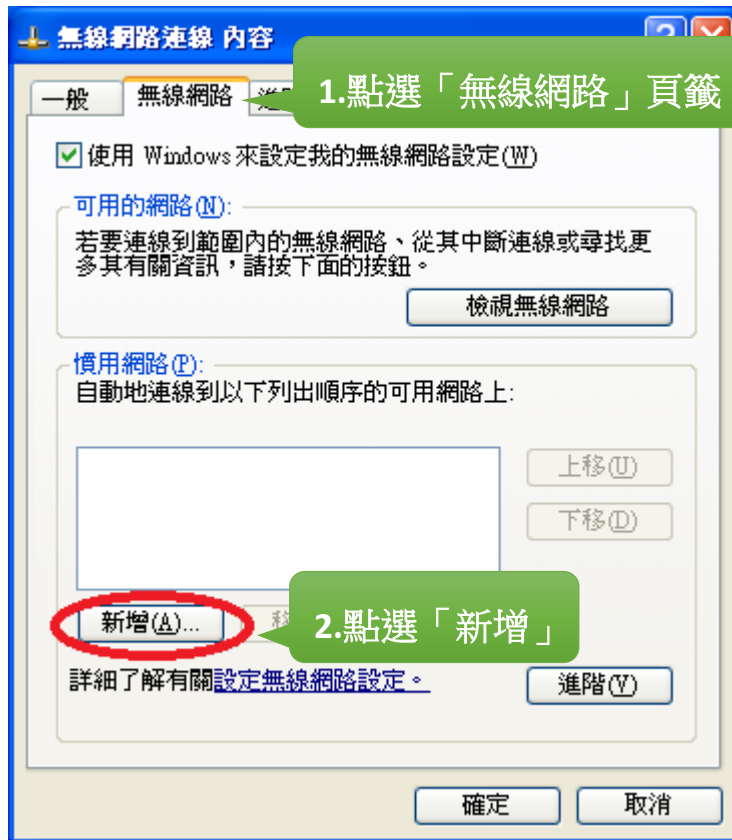 無線網路連線 內容
1.點選「無線網路」頁籤
一般
無線網路
使用 Windows 來設定我的無線網路設定(W)
可用的網路(N):
若要連線到範圍內的無線網路、從其中斷連線或尋找更
多其有關資訊，請按下面的按鈕。
檢視無線網路
慣用網路(P):
自動地連線到以下列出順序的可用網路上:
上移(U)
下移(D)
新增(A)...
2.點選「新增」
詳細了解有關設定無線網路設定。
進階(V)
確定
取消